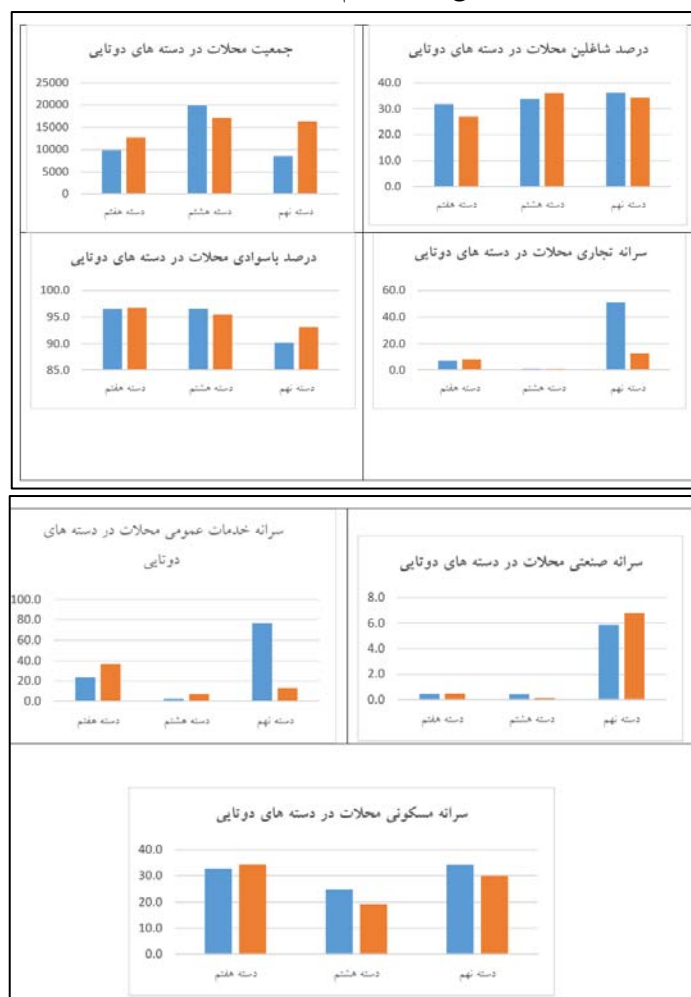 جمعیت محلات در دسته های دوتایی
25000
20000
15000
10000
5000
0
دسته هفتم
دسته هشتم
دسته نهم
درصد شاغلین محلات در دسته های دوتایی
40.0
30.0
20.0
10.0
0.0
دسته هفتم
دسته هشتم
دسته نهم
درصد باسوادی محلات در دسته های دوتایی
100.0
95.0
90.0
85.0
دسته هفتم
دسته هشتم
دسته نهم
سرانه تجاری محلات در دسته های دوتایی
60.0
40.0
20.0
0.0
دسته هفتم
دسته هشتم
دسته نهم
سرانه خدمات عمومی محلات در دسته های
دوتایی
100.0
80.0
60.0
40.0
20.0
0.0
دسته هفتم
دسته هشتم
دسته نهم
سرانه صنعتی محلات در دسته های دوتایی
8.0
6.0
4.0
2.0
0.0
دسته هفتم
دسته هشتم
دسته نهم
سرانه مسکونی محلات در دسته های دوتایی
40.0
30.0
20.0
10.0
0.0
دسته هفتم
دسته هشتم
دسته نهم